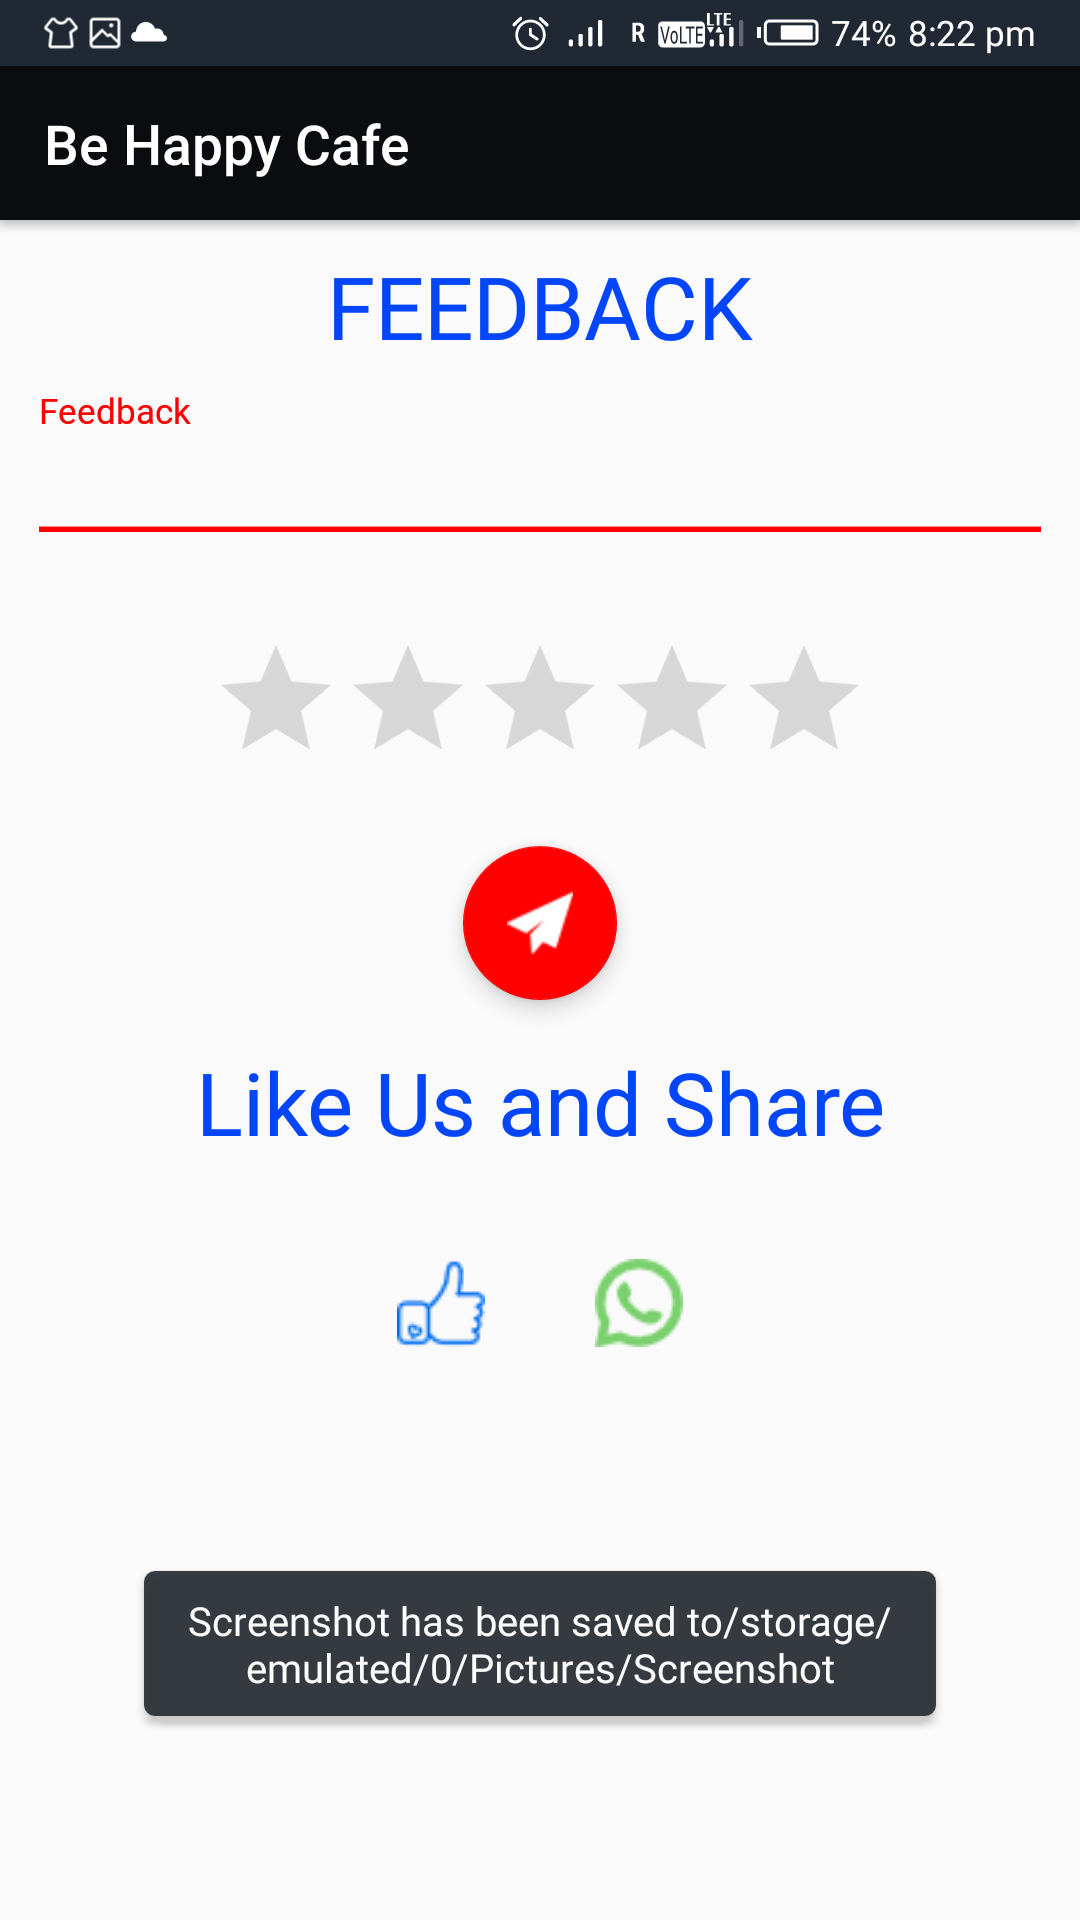 R VoLTE LTE 74% 8:22 pm
Be Happy Cafe
FEEDBACK
Feedback
Like Us and Share
Screenshot has been saved to/storage/
emulated/0/Pictures/Screenshot